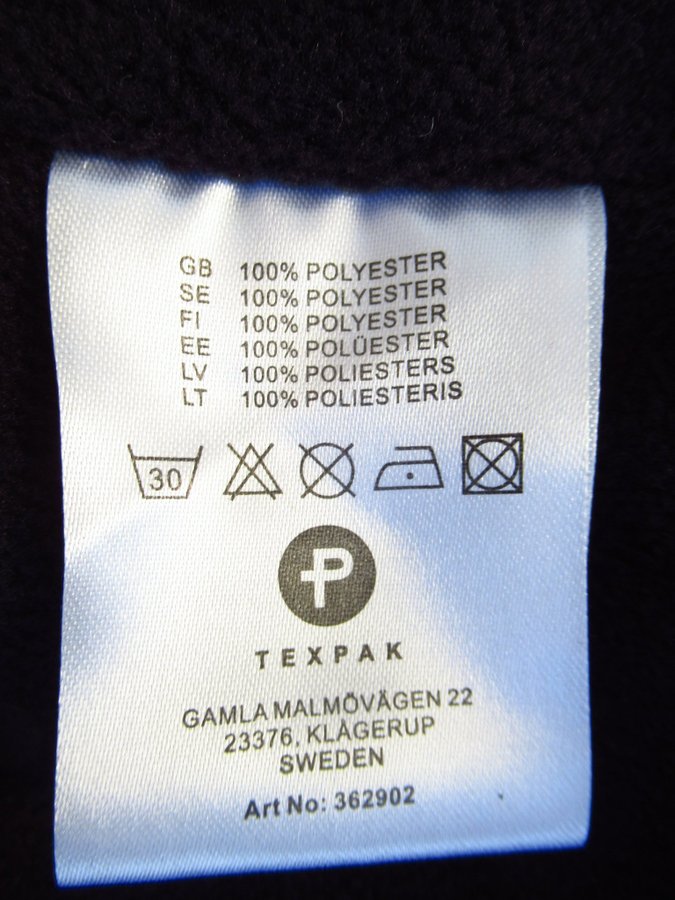 GB 100% POLYESTER
SE 100% POLYESTER
FI 100% POLYESTER
EE 100% POLÜESTER
LV 100% POLIESTERS
LT 100% POLIESTERIS
30
P
TEXPAK
GAMLA MALMÖVÄGEN 22
23376, KLÅGERUP
SWEDEN
Art No: 362902